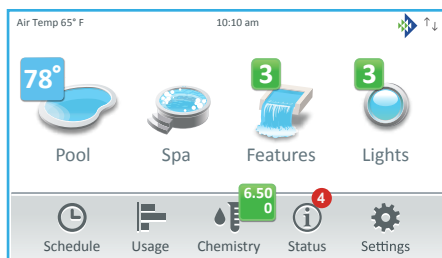 Air Temp 65° F 10:10 am
78°
3
3
Pool Spa Features Lights
6.50
0
4
Schedule Usage Chemistry Status Settings